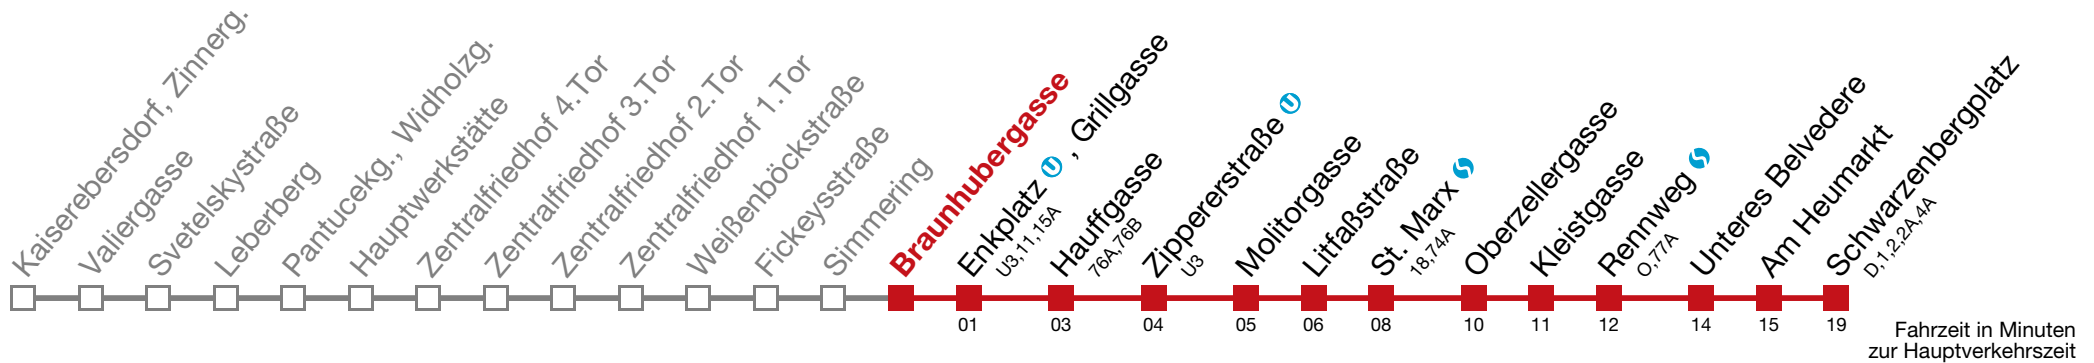 Kaiserebersdorf, Zinnerg.
Valiergasse
Svetelskystraße
Leberberg
Pantucekg., Widholzg.
Hauptwerkstätte
Zentralfriedhof 4.Tor
Zentralfriedhof 3.Tor
Zentralfriedhof 2.Tor
Zentralfriedhof 1.Tor
Weißenböckstraße
Fickeysstraße
Simmering
Braunhubergasse
Enkplatz U , Grillgasse
U3,11,15A
Hauffgasse
76A,76B
Zippererstraße U
U3
Molitorgasse
Litfaßstraße
St. Marx S
18,74A
Oberzellergasse
Kleistgasse
Rennweg S
O,77A
Unteres Belvedere
Am Heumarkt
Schwarzenbergplatz
D,1,2,2A,4A
01 03 04 05 06 08 10 11 12 14 15 19
Fahrzeit in Minuten
zur Hauptverkehrszeit